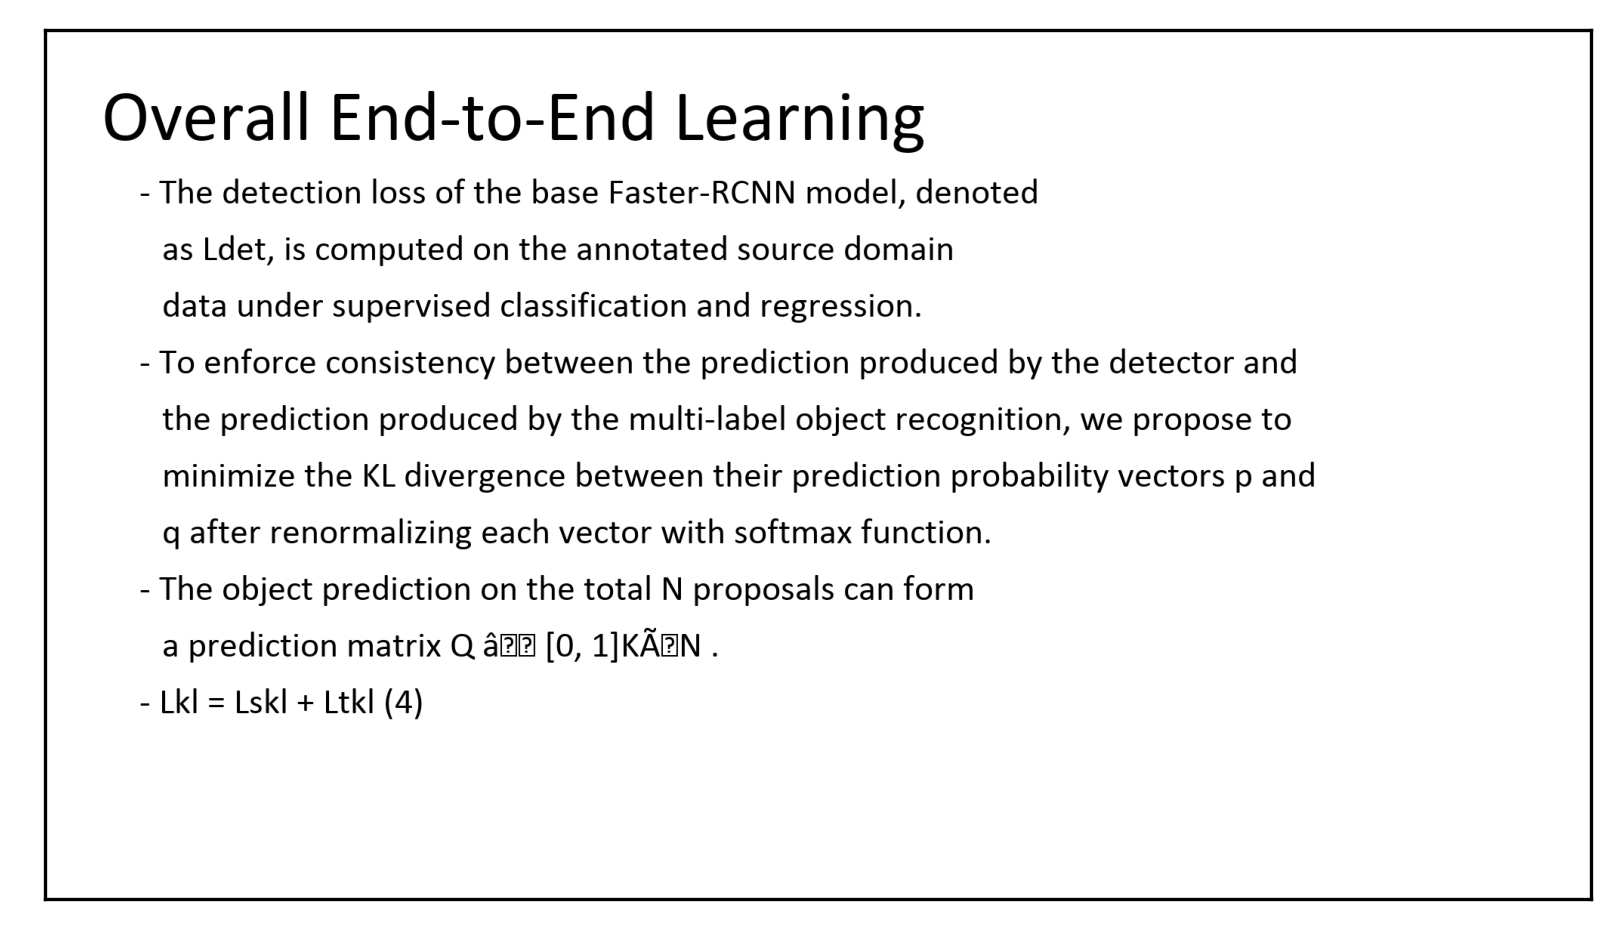 Overall End-to-End Learning
- The detection loss of the base Faster-RCNN model, denoted
as Ldet, is computed on the annotated source domain
data under supervised classification and regression.
- To enforce consistency between the prediction produced by the detector and
the prediction produced by the multi-label object recognition, we propose to
minimize the KL divergence between their prediction probability vectors p and
q after renormalizing each vector with softmax function.
- The object prediction on the total N proposals can form
a prediction matrix Q â⍰⍰ [0, 1]KÃ⍰N .
- Lkl = Lskl + Ltkl (4)